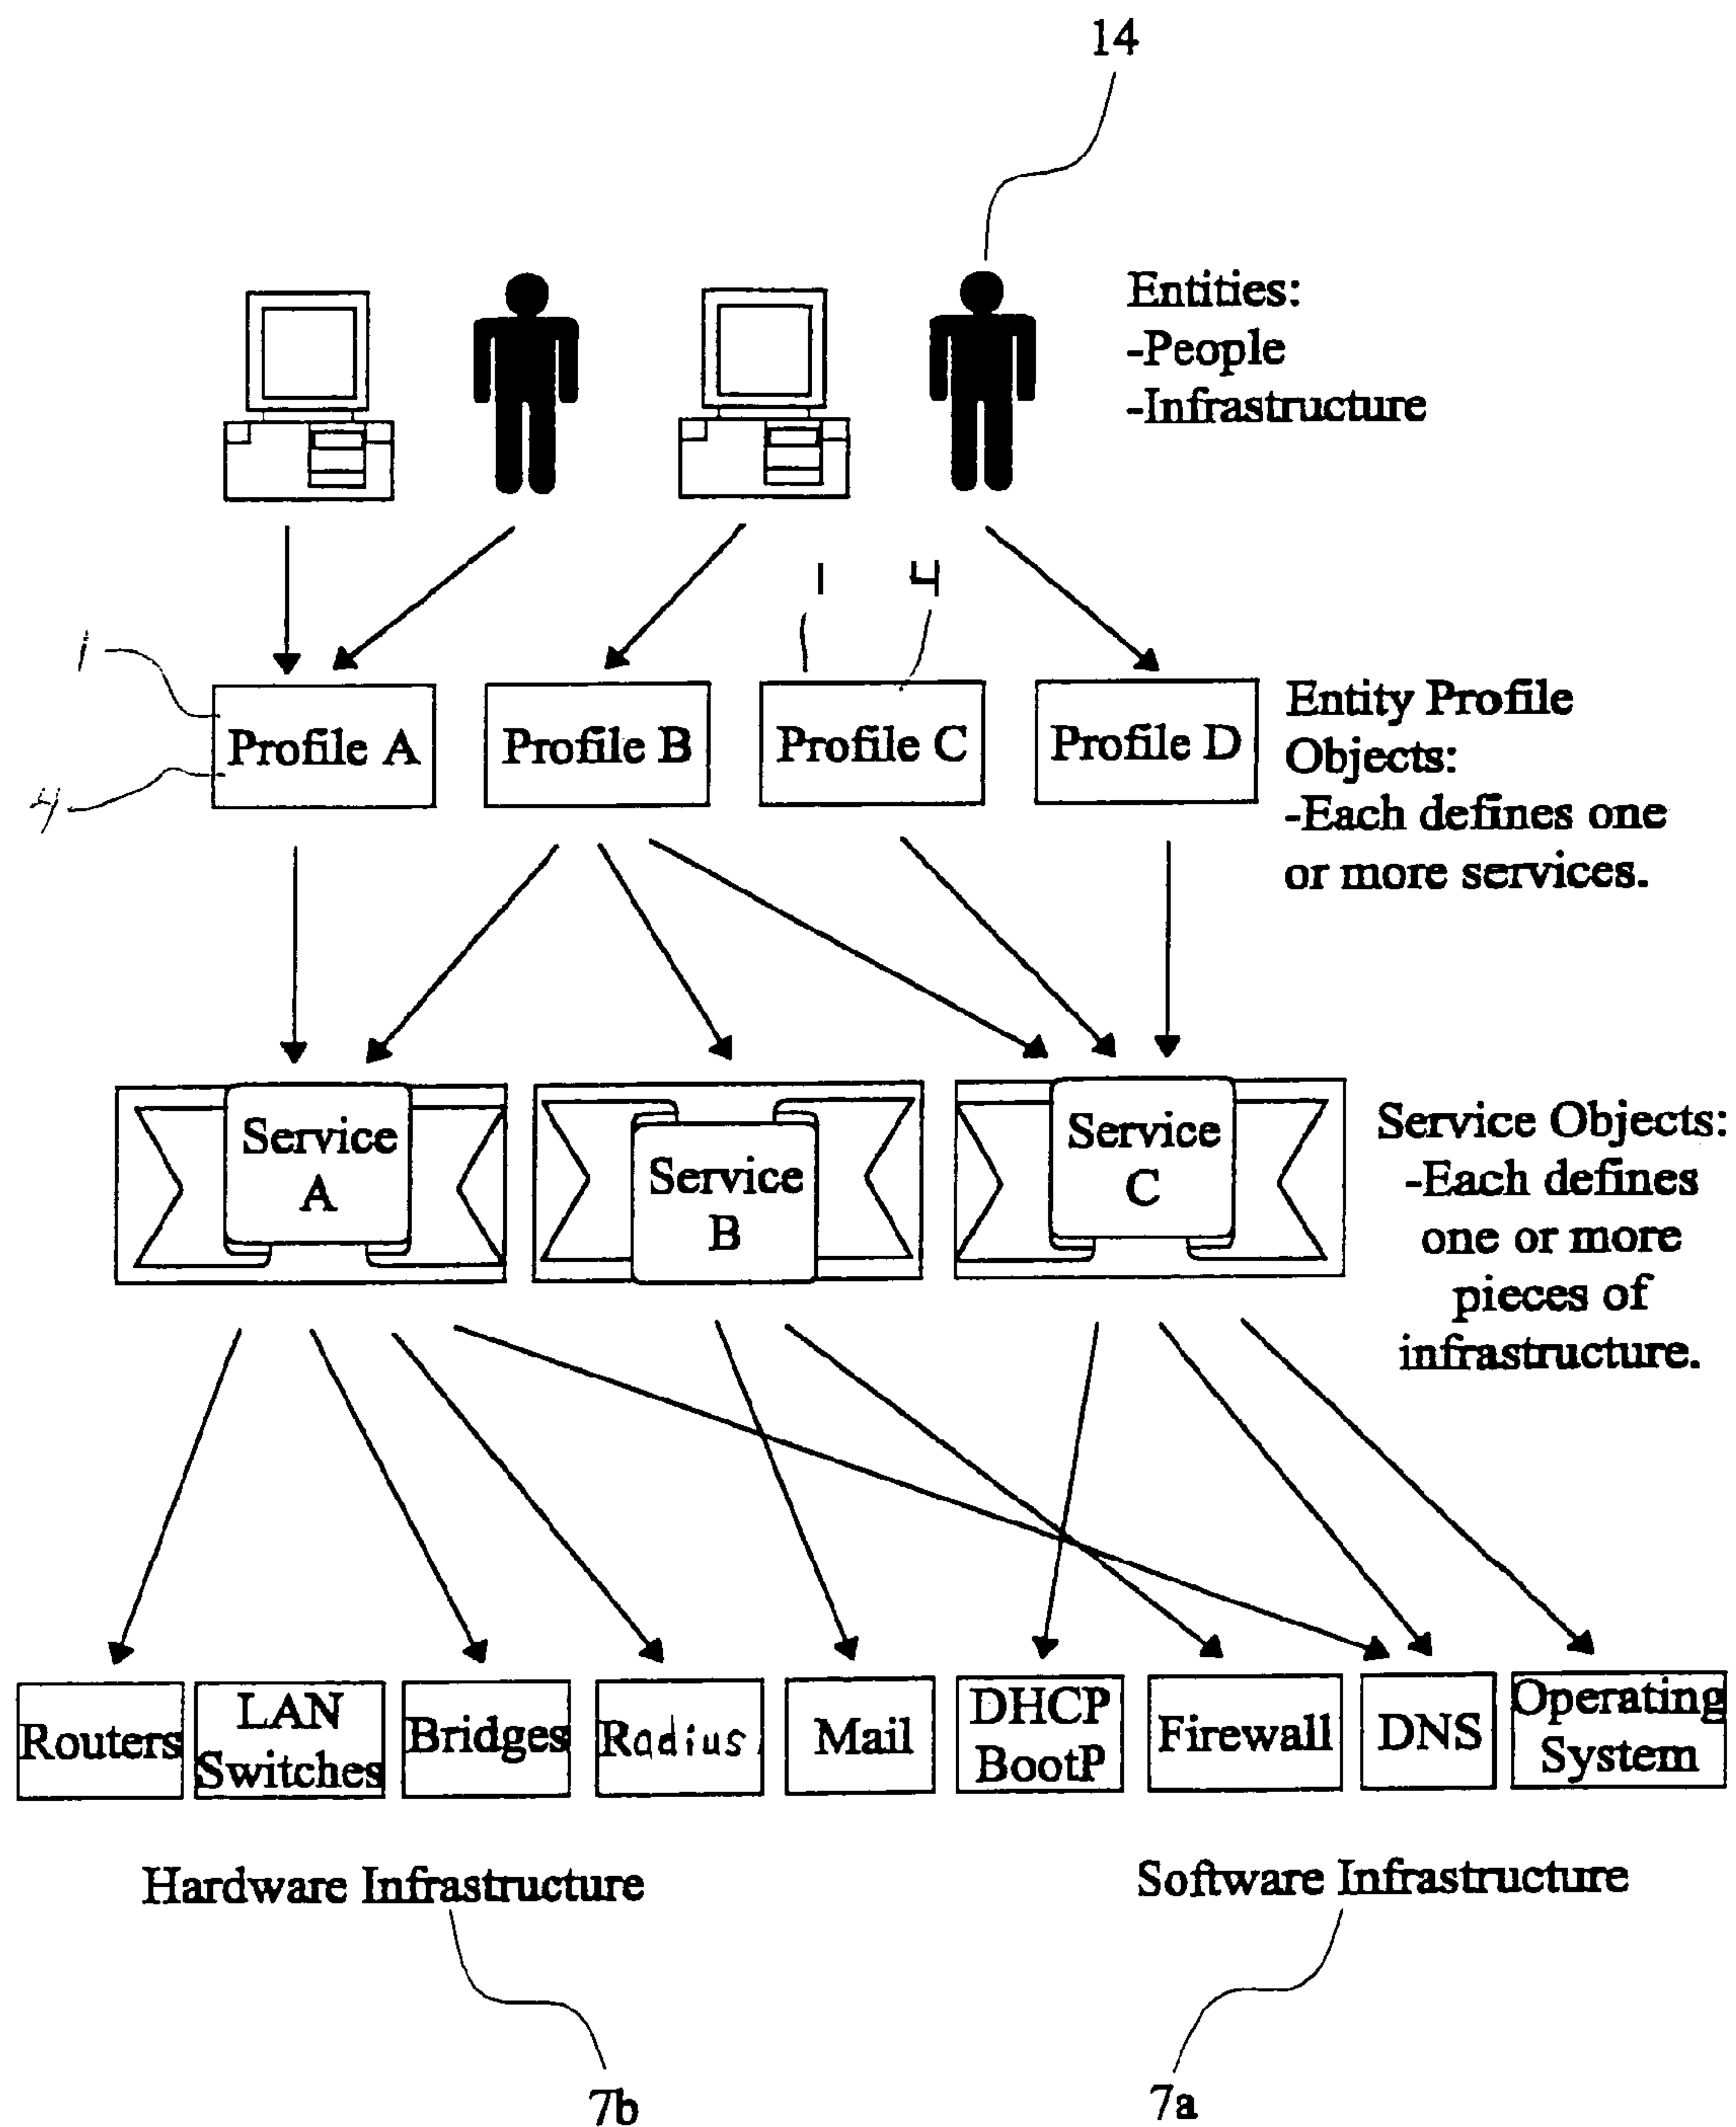 14
Entities:
-People
-Infrastructure
1
4
1
4
Profile A
Profile B
Profile C
Profile D
Entity Profile
Objects:
-Each defines one
or more services.
Service
A
Service
B
Service
C
Service Objects:
-Each defines
one or more
pieces of
infrastructure.
Routers
LAN
Switches
Bridges
Radius
Mail
DHCP
BootP
Firewall
DNS
Operating
System
Hardware Infrastructure
Software Infrastructure
7b
7a